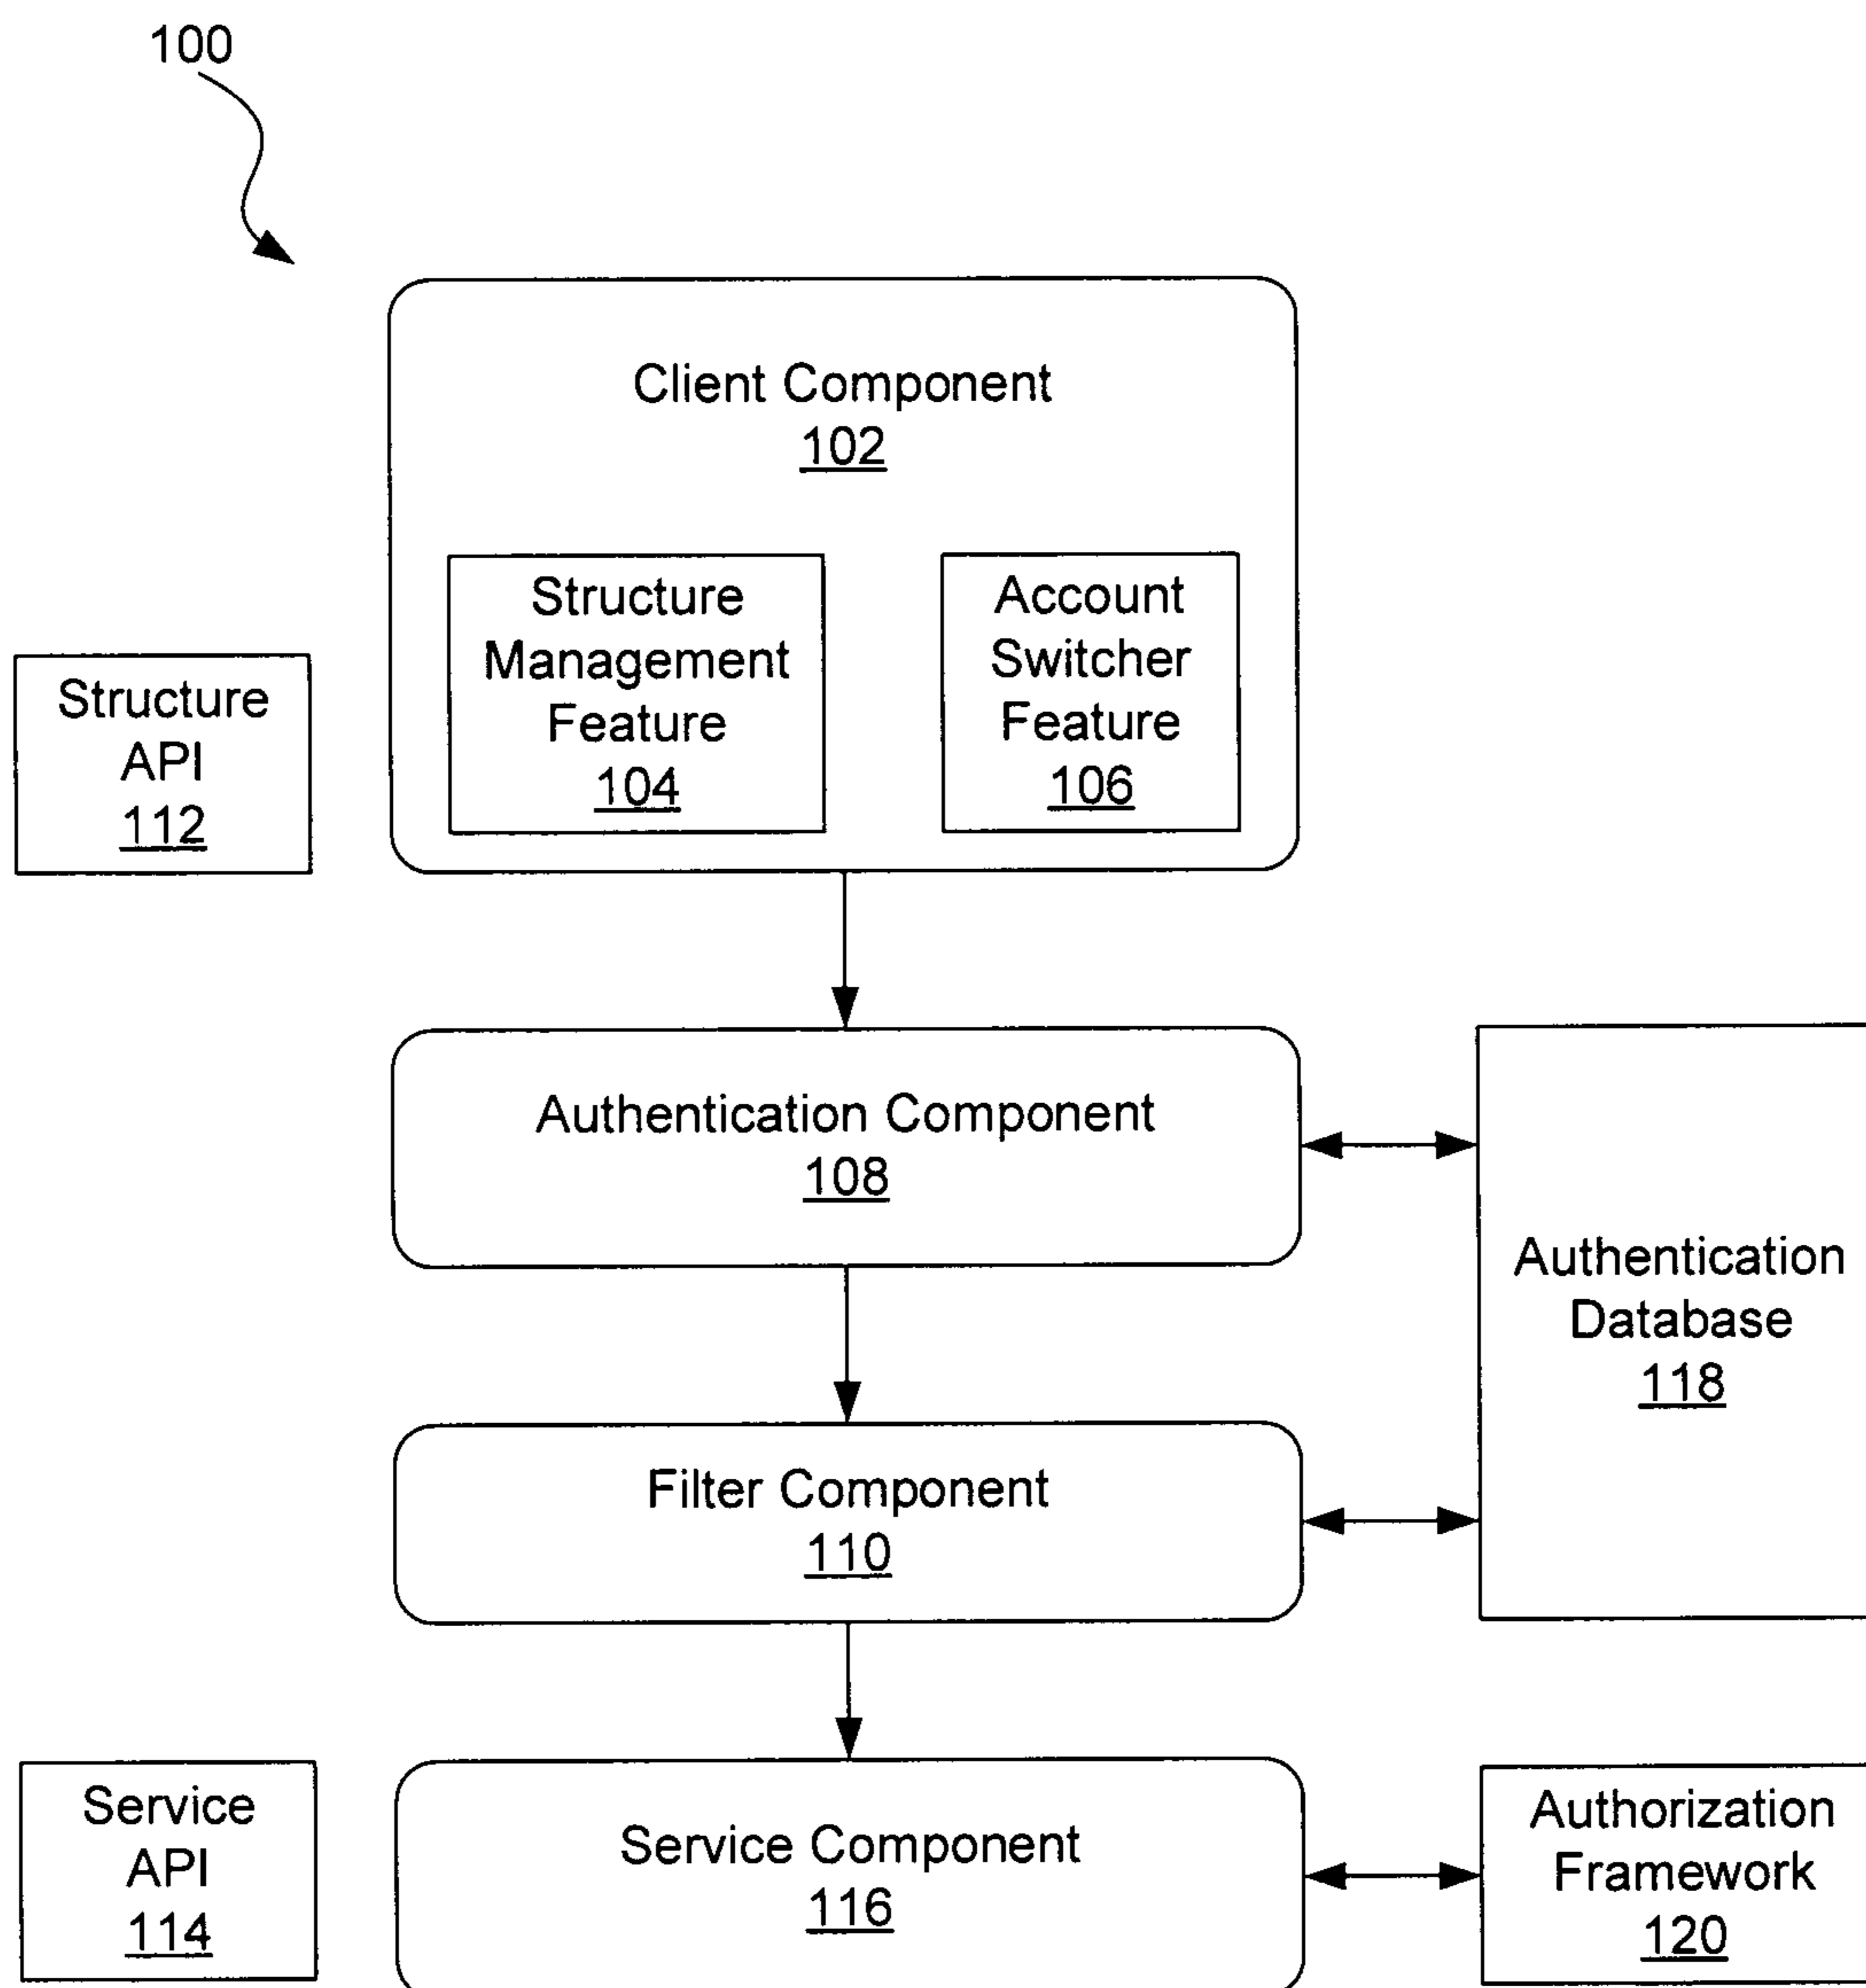 100
Client Component
102
Structure
Management
Feature
104
Account
Switcher
Feature
106
Structure
API
112
Authentication Component
108
Authentication
Database
118
Filter Component
110
Service
API
114
Service Component
116
Authorization
Framework
120